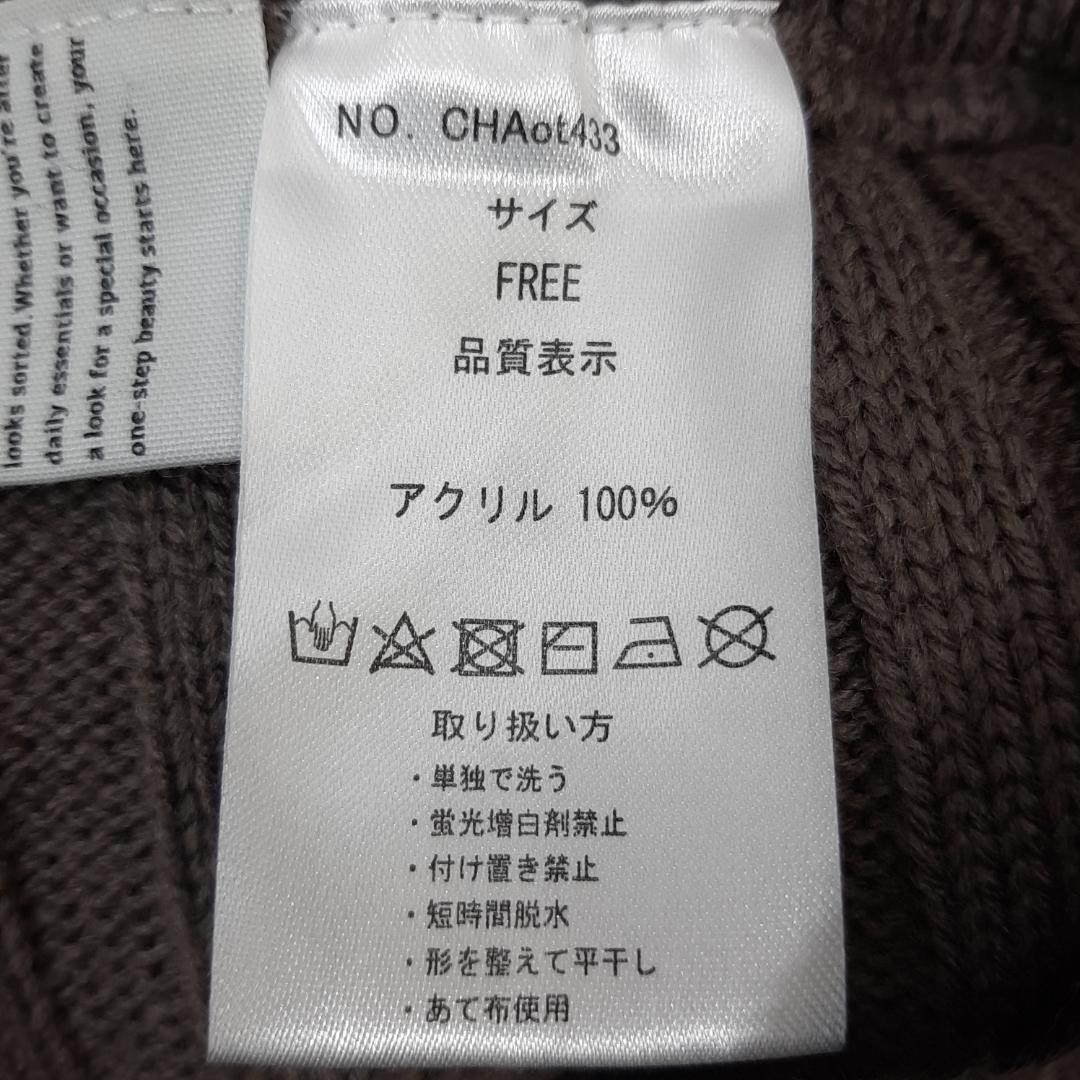 looks sorted. Whether you're after
daily essentials or want to create
a look for a special occasion, your
one-step beauty starts here.
NO. CHAot433
サイズ
FREE
品質表示
アクリル 100%
取り扱い方
・単独で洗う
・蛍光増白剤禁止
・付け置き禁止
・短時間脱水
・形を整えて平干し
・あて布使用